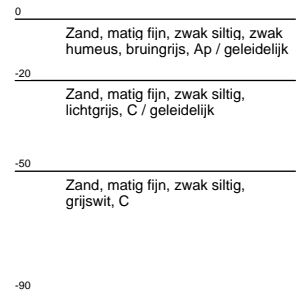 0
Zand, matig fijn, zwak siltig, zwak
humeus, bruingrijs, Ap / geleidelijk
-20
Zand, matig fijn, zwak siltig,
lichtgrijs, C / geleidelijk
-50
Zand, matig fijn, zwak siltig,
grijswit, C
-90